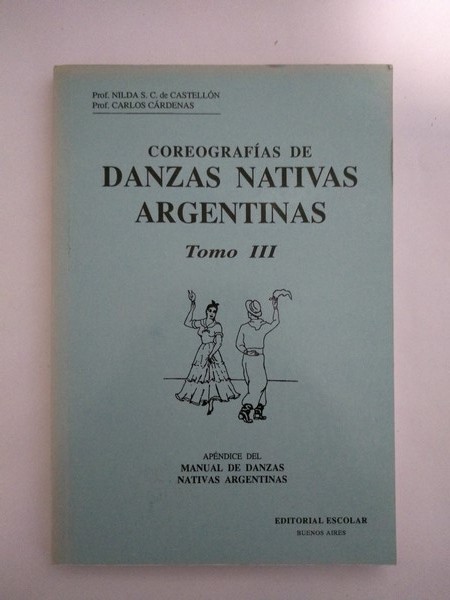 Prof. NILDA S. C. de CASTELLÓN
Prof. CARLOS CÁRDENAS
COREOGRAFÍAS DE
DANZAS NATIVAS
ARGENTINAS
Tomo III
APÉNDICE DEL
MANUAL DE DANZAS
NATIVAS ARGENTINAS
EDITORIAL ESCOLAR
BUENOS AIRES